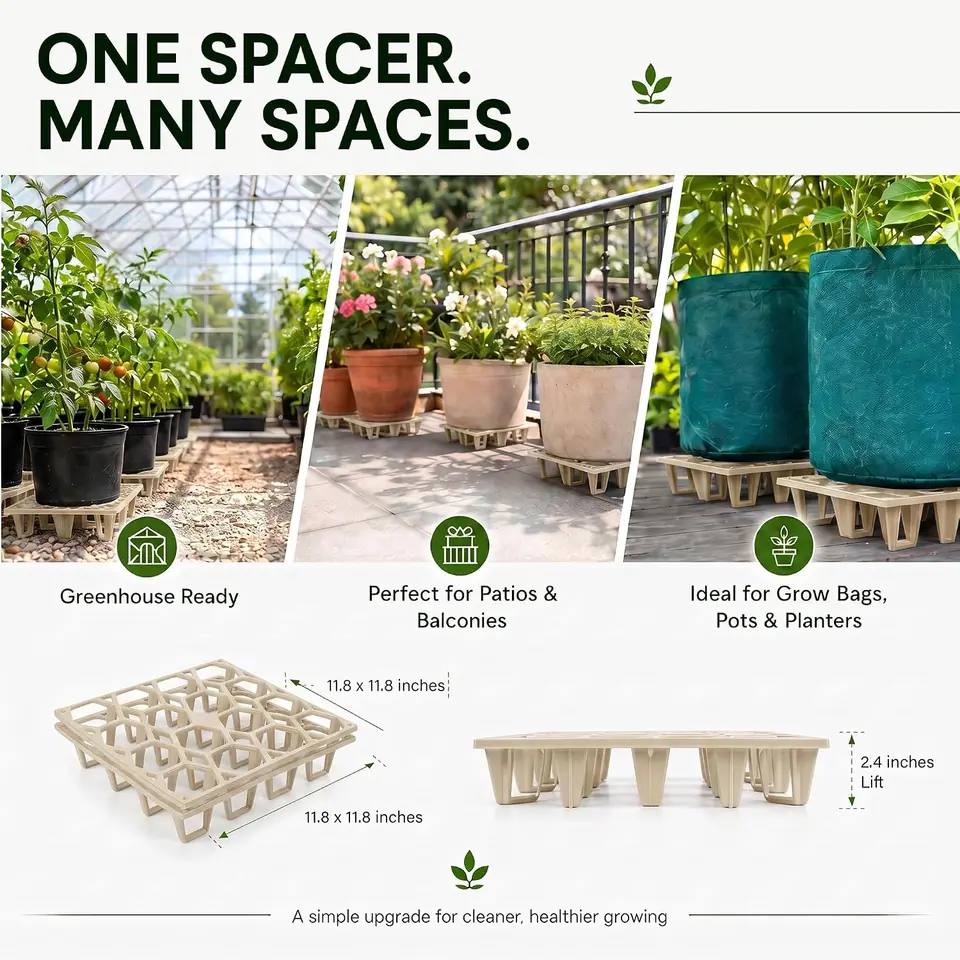 ONE SPACER.
MANY SPACES.
Greenhouse Ready
Perfect for Patios &
Balconies
Ideal for Grow Bags,
Pots & Planters
11.8 x 11.8 inches
11.8 x 11.8 inches
2.4 inches
Lift
A simple upgrade for cleaner, healthier growing